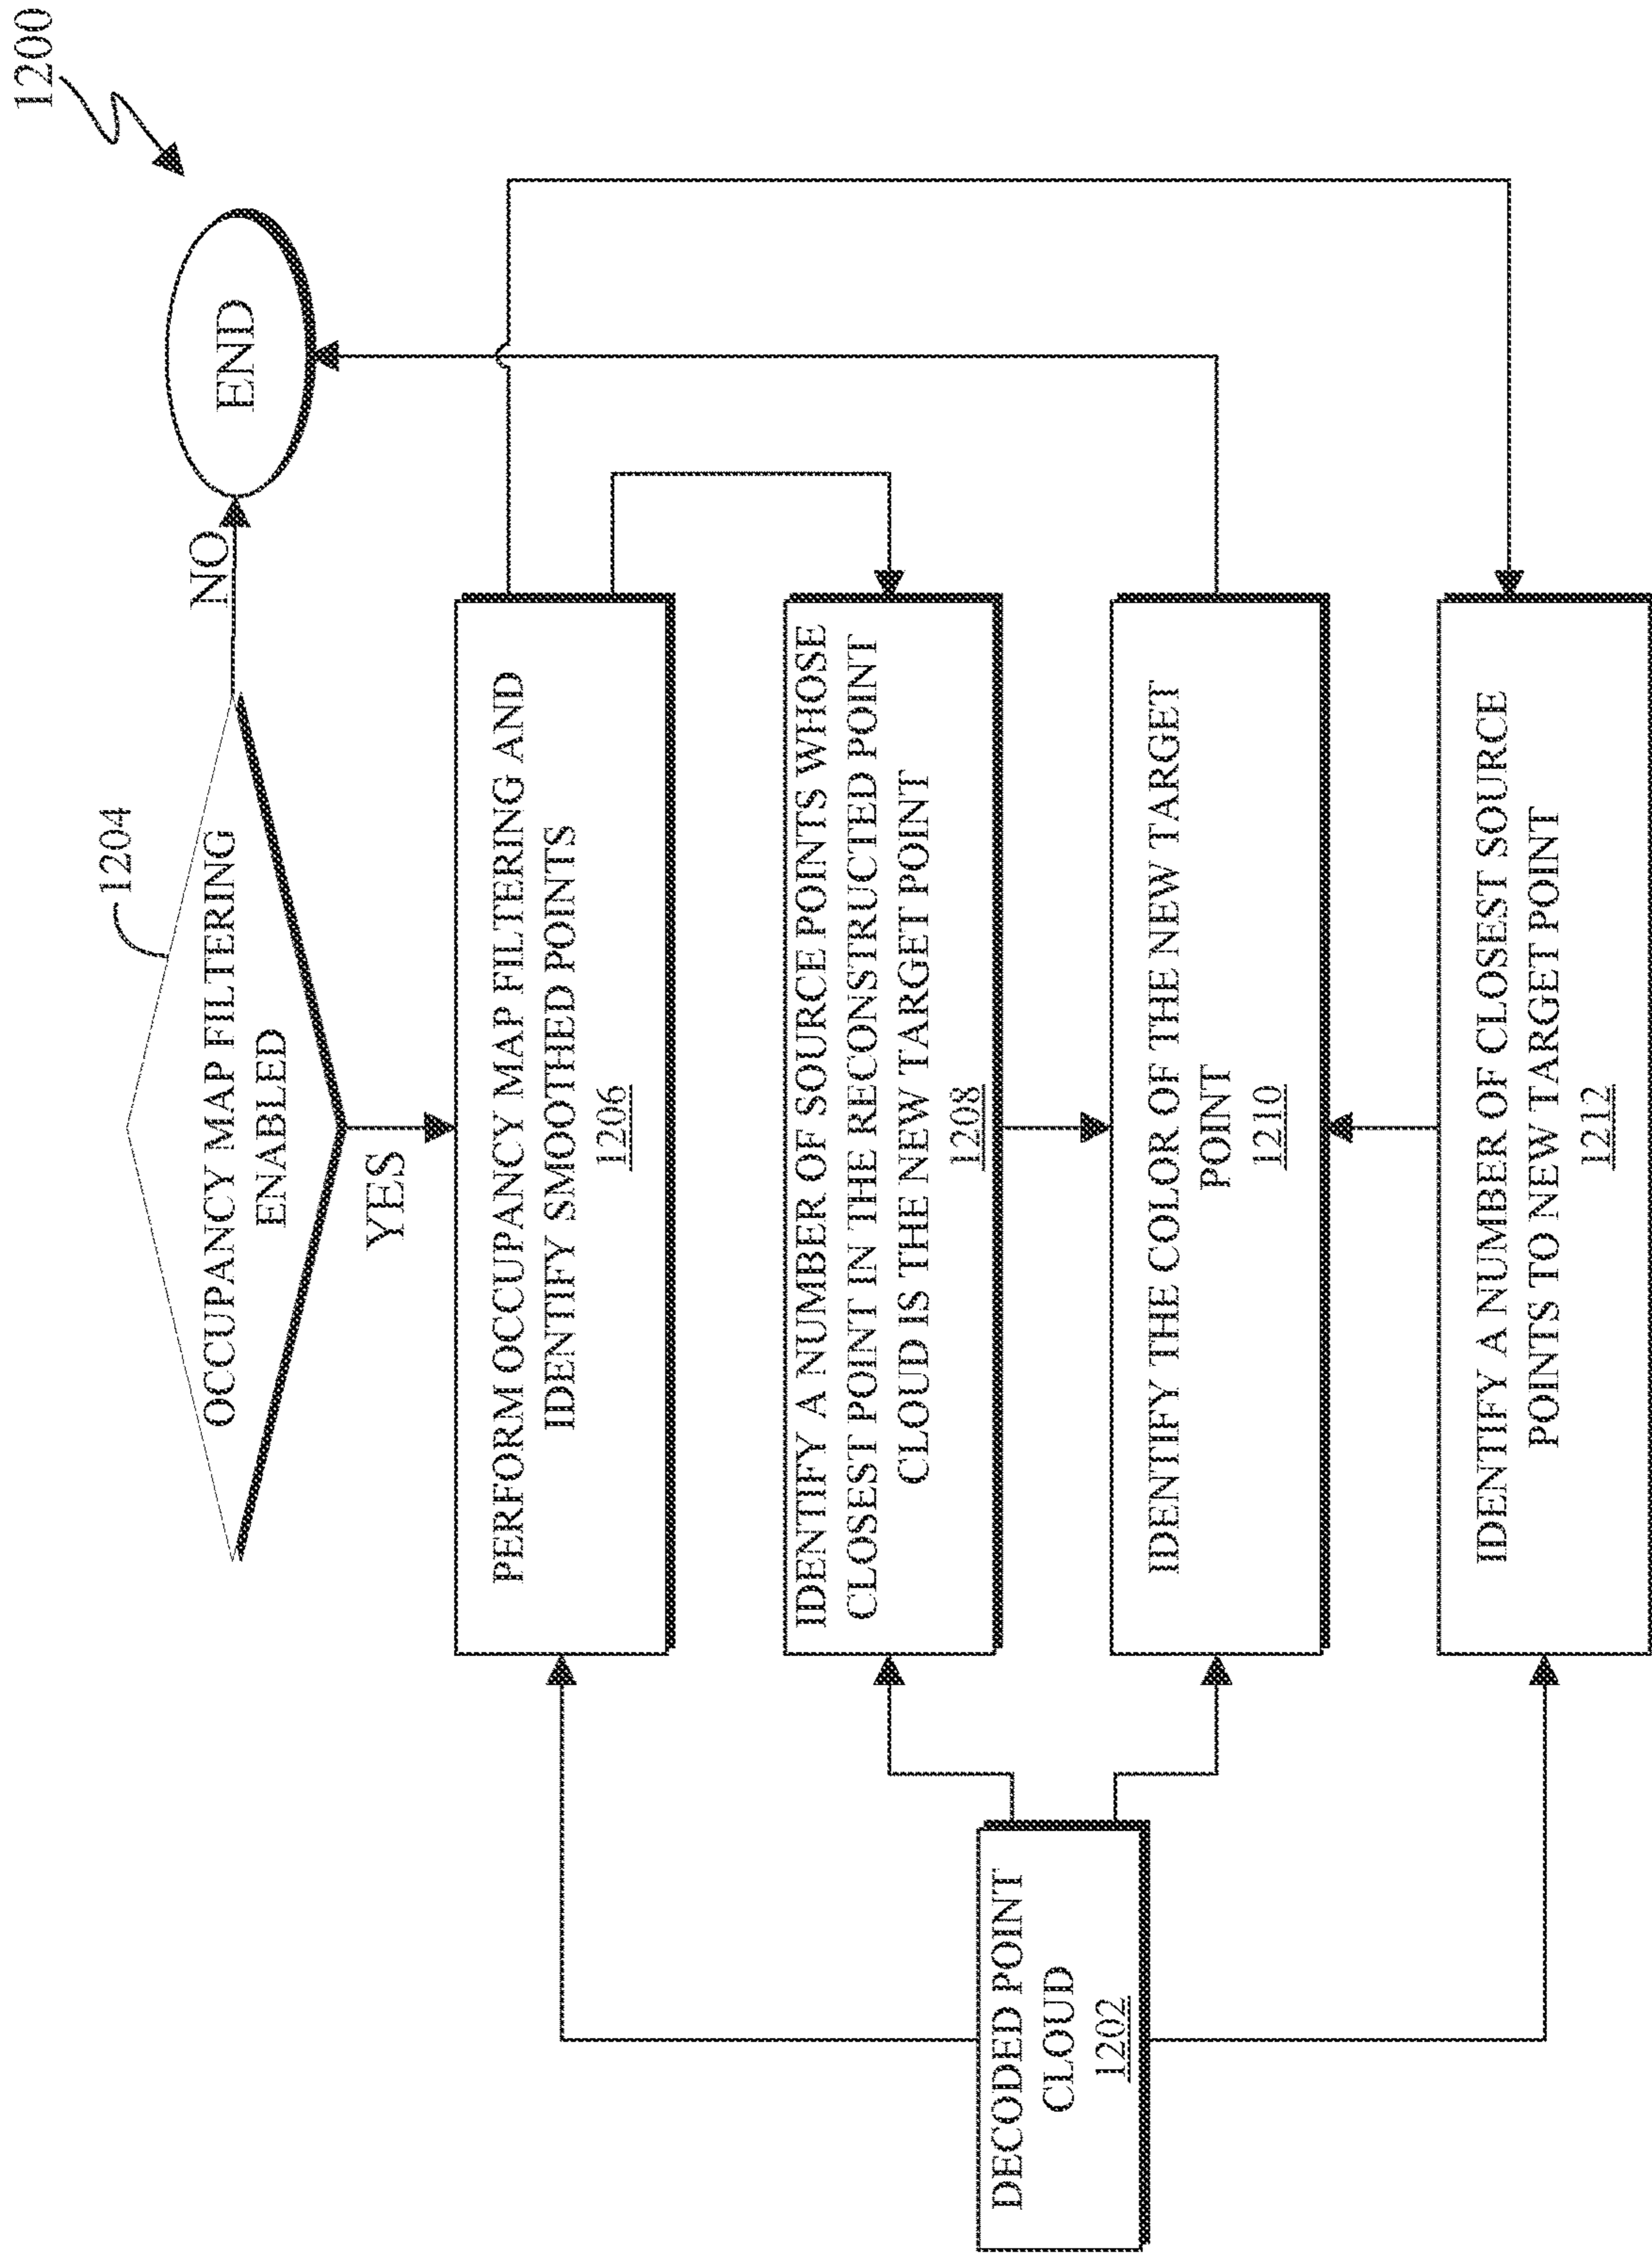 1200
1204
OCCUPANCY MAP FILTERING
ENABLED
NO
END
YES
PERFORM OCCUPANCY MAP FILTERING AND
IDENTIFY SMOOTHED POINTS
1206
IDENTIFY A NUMBER OF SOURCE POINTS WHOSE
CLOSEST POINT IN THE RECONSTRUCTED POINT
CLOUD IS THE NEW TARGET POINT
1208
DECODED POINT
CLOUD
1202
IDENTIFY THE COLOR OF THE NEW TARGET
POINT
1210
IDENTIFY A NUMBER OF CLOSEST SOURCE
POINTS TO NEW TARGET POINT
1212